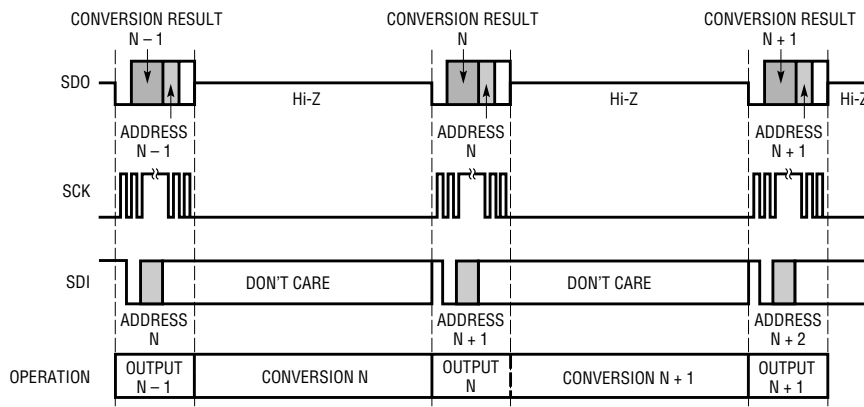 CONVERSION RESULT CONVERSION RESULT CONVERSION RESULT
N – 1 N N + 1
SDO
Hi-Z Hi-Z Hi-Z
ADDRESS ADDRESS ADDRESS
N – 1 N N + 1
SCK
SDI DON'T CARE DON'T CARE
ADDRESS ADDRESS ADDRESS
N N + 1 N + 2
OPERATION OUTPUT N – 1 CONVERSION N OUTPUT N CONVERSION N + 1 OUTPUT N + 1